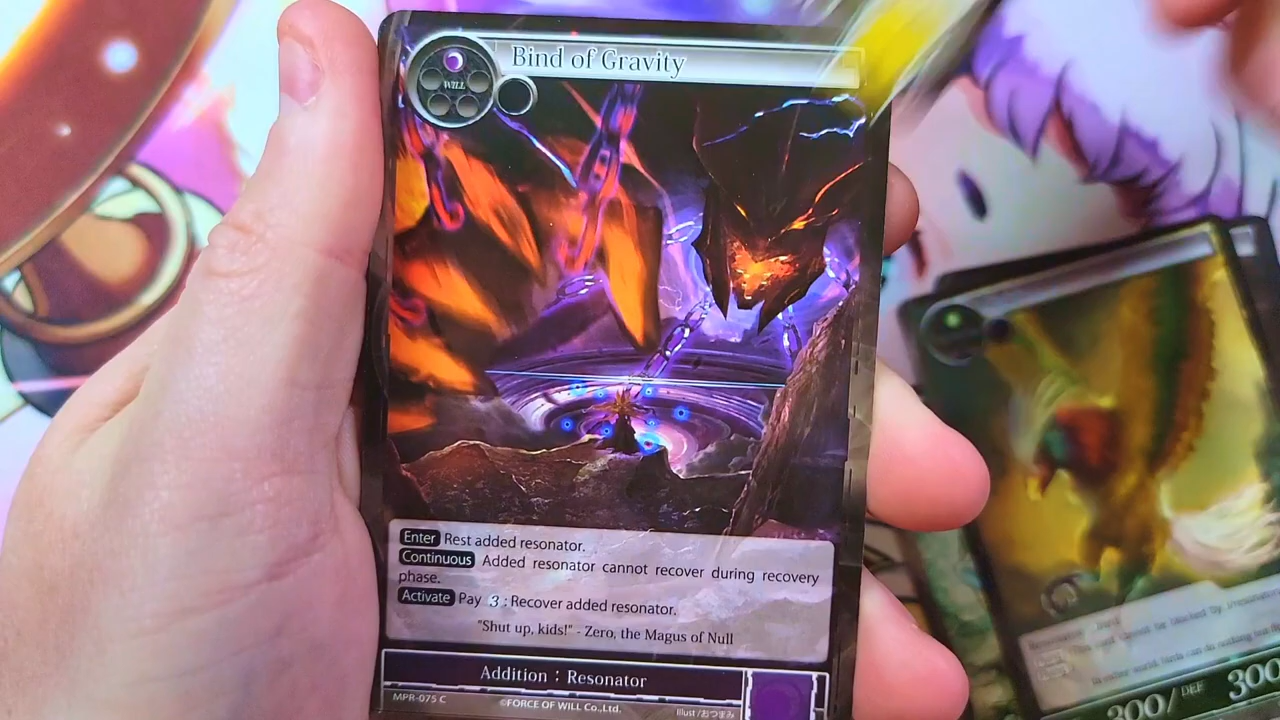 Bind of Gravity
WILL
Enter Rest added resonator.
Continuous Added resonator cannot recover during recovery
phase.
Activate Pay 3 : Recover added resonator.
"Shut up, kids!" - Zero, the Magus of Null
Addition : Resonator
MPR-075 C
©FORCE OF WILL Co.,Ltd.
Illust/おつまみ
300/ DEF 300